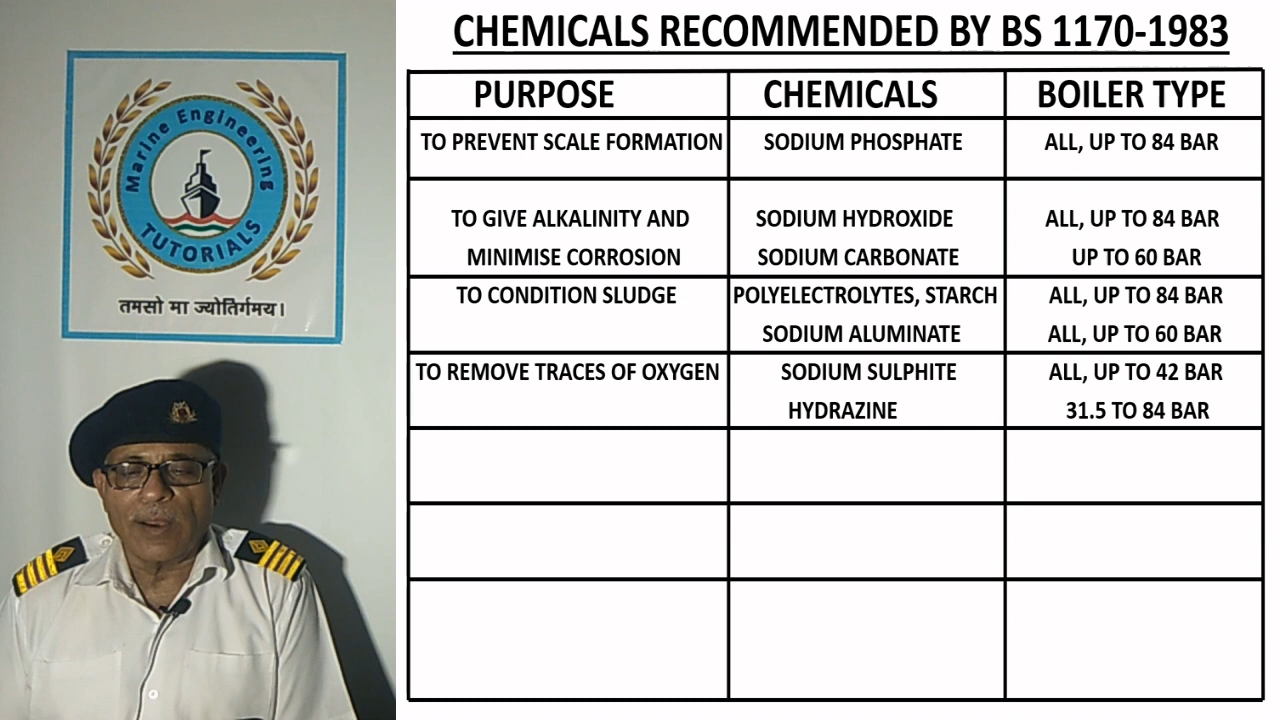 Marine Engineering
TUTORIALS
तमसो मा ज्योतिर्गमय।
CHEMICALS RECOMMENDED BY BS 1170-1983
PURPOSE CHEMICALS BOILER TYPE
TO PREVENT SCALE FORMATION SODIUM PHOSPHATE ALL, UP TO 84 BAR
TO GIVE ALKALINITY AND SODIUM HYDROXIDE ALL, UP TO 84 BAR
MINIMISE CORROSION SODIUM CARBONATE UP TO 60 BAR
TO CONDITION SLUDGE POLYELECTROLYTES, STARCH ALL, UP TO 84 BAR
SODIUM ALUMINATE ALL, UP TO 60 BAR
TO REMOVE TRACES OF OXYGEN SODIUM SULPHITE ALL, UP TO 42 BAR
HYDRAZINE 31.5 TO 84 BAR